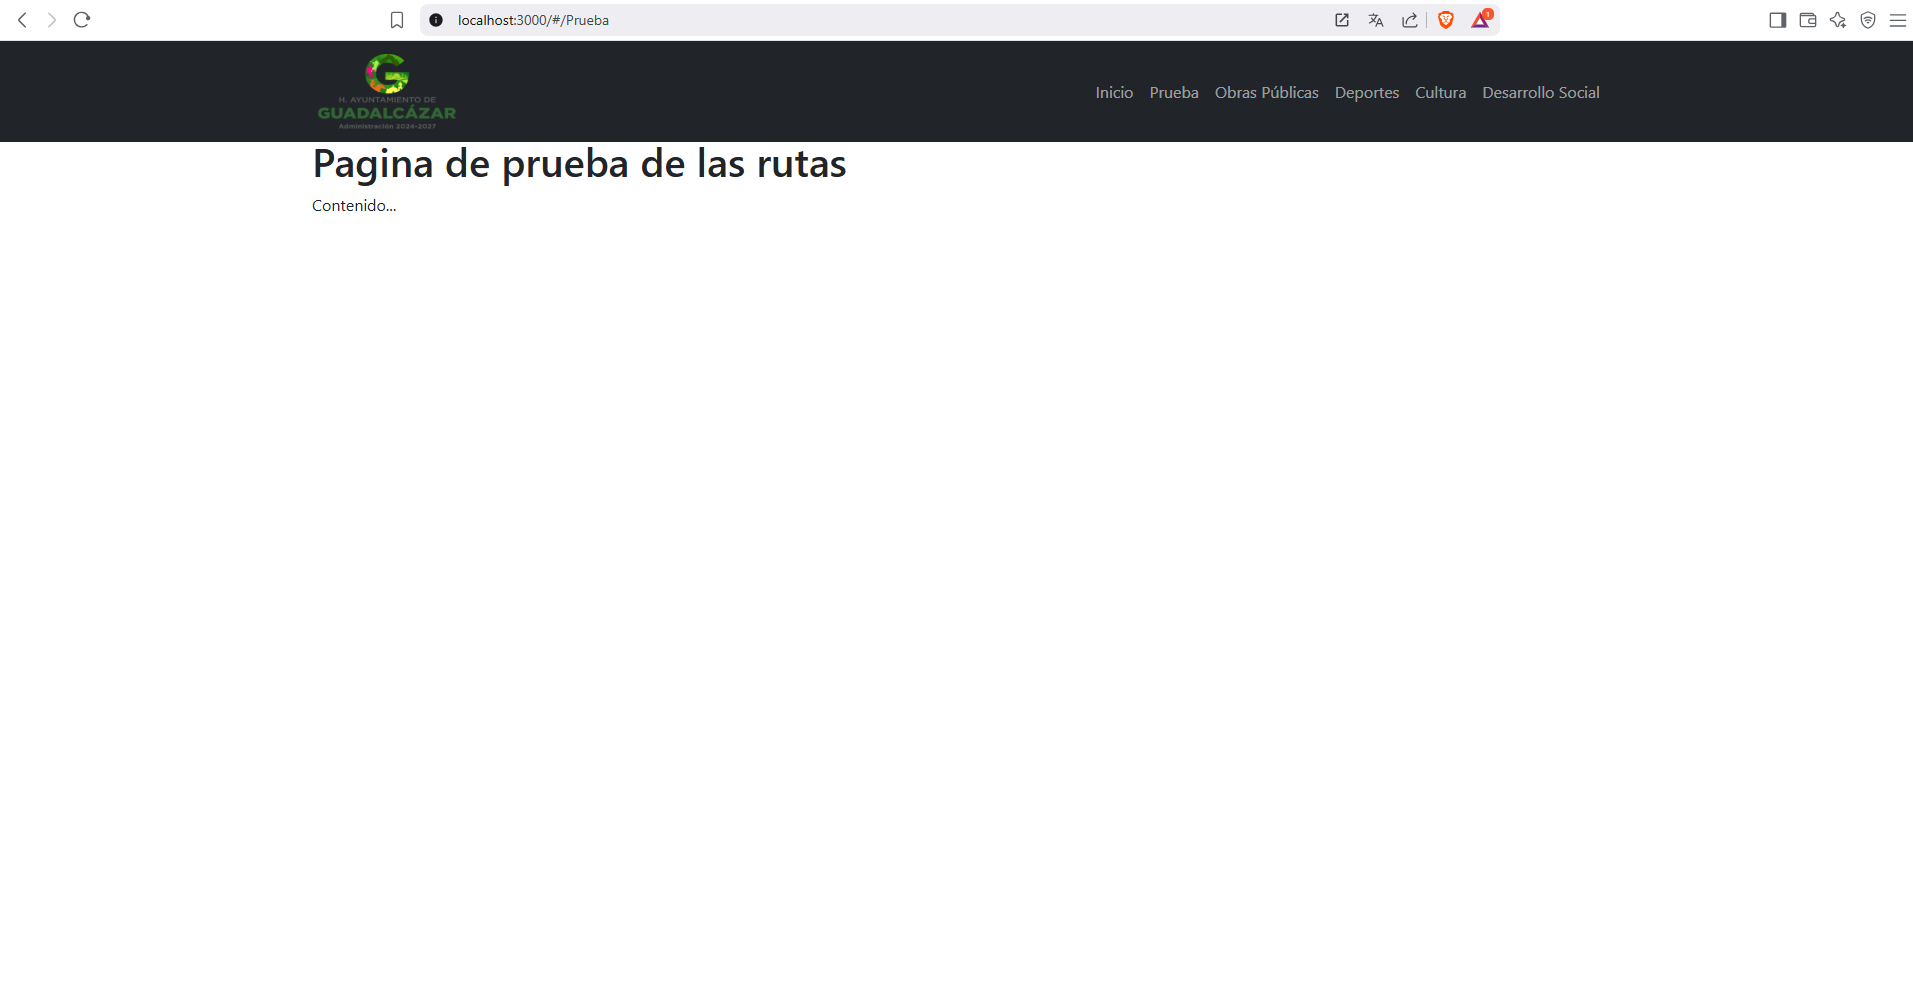 localhost:3000/#/Prueba
1
H. AYUNTAMIENTO DE
GUADALCÁZAR
Administración 2024-2027
Inicio Prueba Obras Públicas Deportes Cultura Desarrollo Social
Pagina de prueba de las rutas
Contenido...